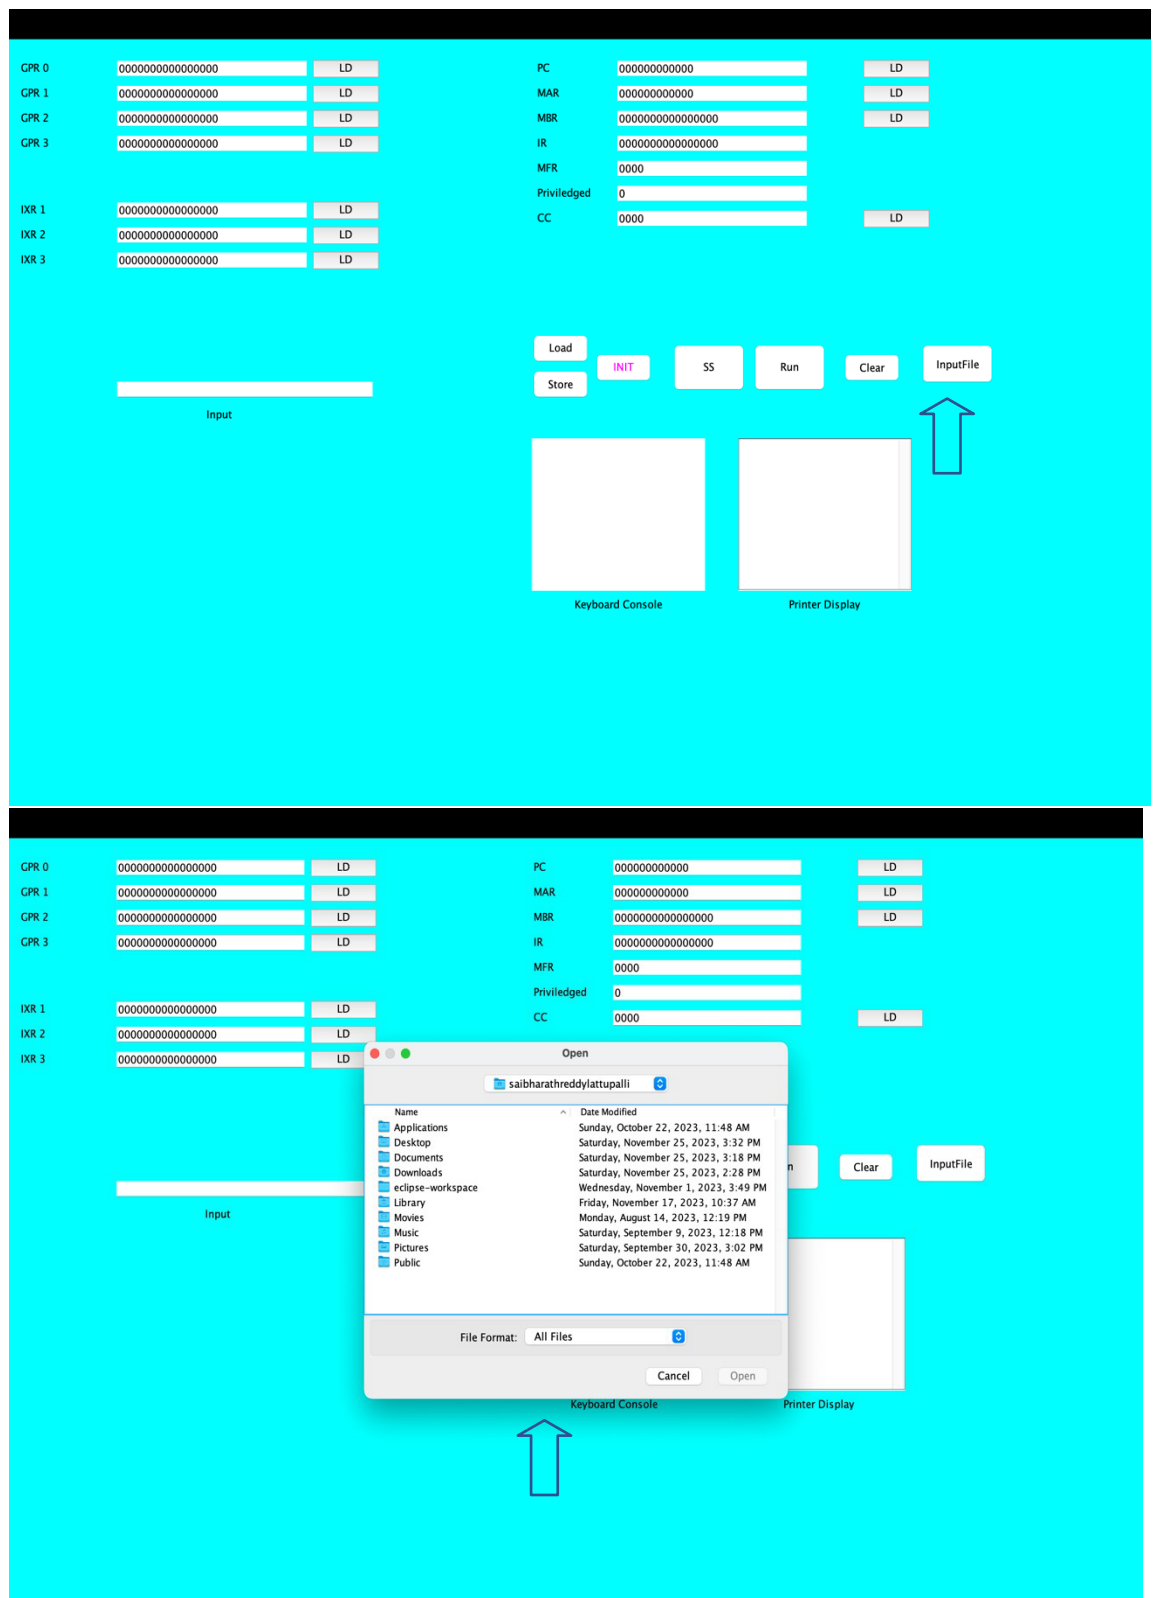 GPR 0 0000000000000000 LD PC 000000000000 LD
GPR 1 0000000000000000 LD MAR 000000000000 LD
GPR 2 0000000000000000 LD MBR 0000000000000000 LD
GPR 3 0000000000000000 LD IR 0000000000000000
MFR 0000
Priviledged 0
IXR 1 0000000000000000 LD CC 0000 LD
IXR 2 0000000000000000 LD
IXR 3 0000000000000000 LD
Load
INIT SS Run Clear InputFile
Store
Input
Keyboard Console Printer Display
GPR 0 0000000000000000 LD PC 000000000000 LD
GPR 1 0000000000000000 LD MAR 000000000000 LD
GPR 2 0000000000000000 LD MBR 0000000000000000 LD
GPR 3 0000000000000000 LD IR 0000000000000000
MFR 0000
Priviledged 0
IXR 1 0000000000000000 LD CC 0000 LD
IXR 2 0000000000000000 LD
IXR 3 0000000000000000 LD
Open
saibharathreddylattupalli
Name Date Modified
Applications Sunday, October 22, 2023, 11:48 AM
Desktop Saturday, November 25, 2023, 3:32 PM
Documents Saturday, November 25, 2023, 3:18 PM
Downloads Saturday, November 25, 2023, 2:28 PM
eclipse-workspace Wednesday, November 1, 2023, 3:49 PM
Library Friday, November 17, 2023, 10:37 AM
Movies Monday, August 14, 2023, 12:19 PM
Music Saturday, September 9, 2023, 12:18 PM
Pictures Saturday, September 30, 2023, 3:02 PM
Public Sunday, October 22, 2023, 11:48 AM
File Format: All Files
Cancel Open
n Clear InputFile
Input
Keyboard Console Printer Display